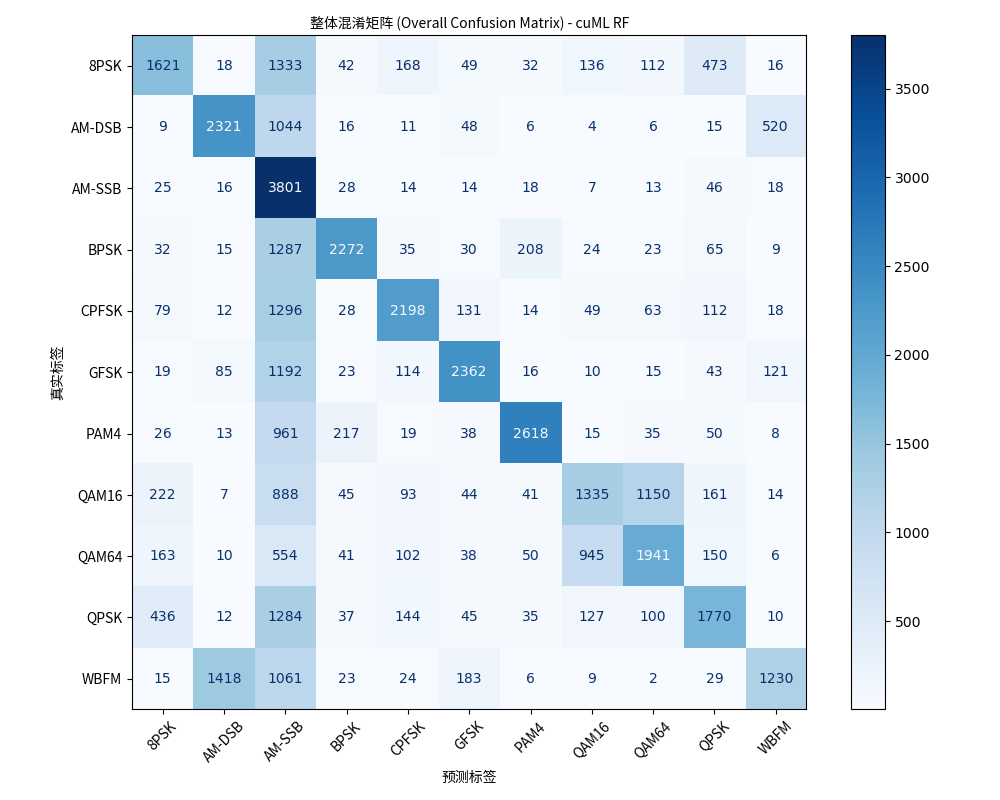 整体混淆矩阵 (Overall Confusion Matrix) - cuML RF
真实标签
8PSK 1621 18 1333 42 168 49 32 136 112 473 16
AM-DSB 9 2321 1044 16 11 48 6 4 6 15 520
AM-SSB 25 16 3801 28 14 14 18 7 13 46 18
BPSK 32 15 1287 2272 35 30 208 24 23 65 9
CPFSK 79 12 1296 28 2198 131 14 49 63 112 18
GFSK 19 85 1192 23 114 2362 16 10 15 43 121
PAM4 26 13 961 217 19 38 2618 15 35 50 8
QAM16 222 7 888 45 93 44 41 1335 1150 161 14
QAM64 163 10 554 41 102 38 50 945 1941 150 6
QPSK 436 12 1284 37 144 45 35 127 100 1770 10
WBFM 15 1418 1061 23 24 183 6 9 2 29 1230
8PSK AM-DSB AM-SSB BPSK CPFSK GFSK PAM4 QAM16 QAM64 QPSK WBFM
预测标签
3500
3000
2500
2000
1500
1000
500